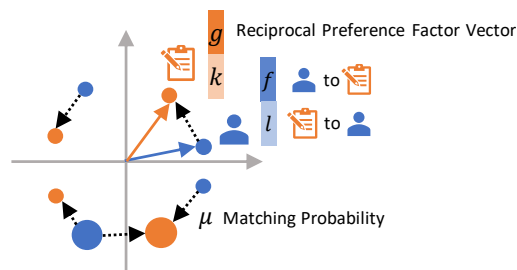 g Reciprocal Preference Factor Vector
k
f to
l to
μ Matching Probability